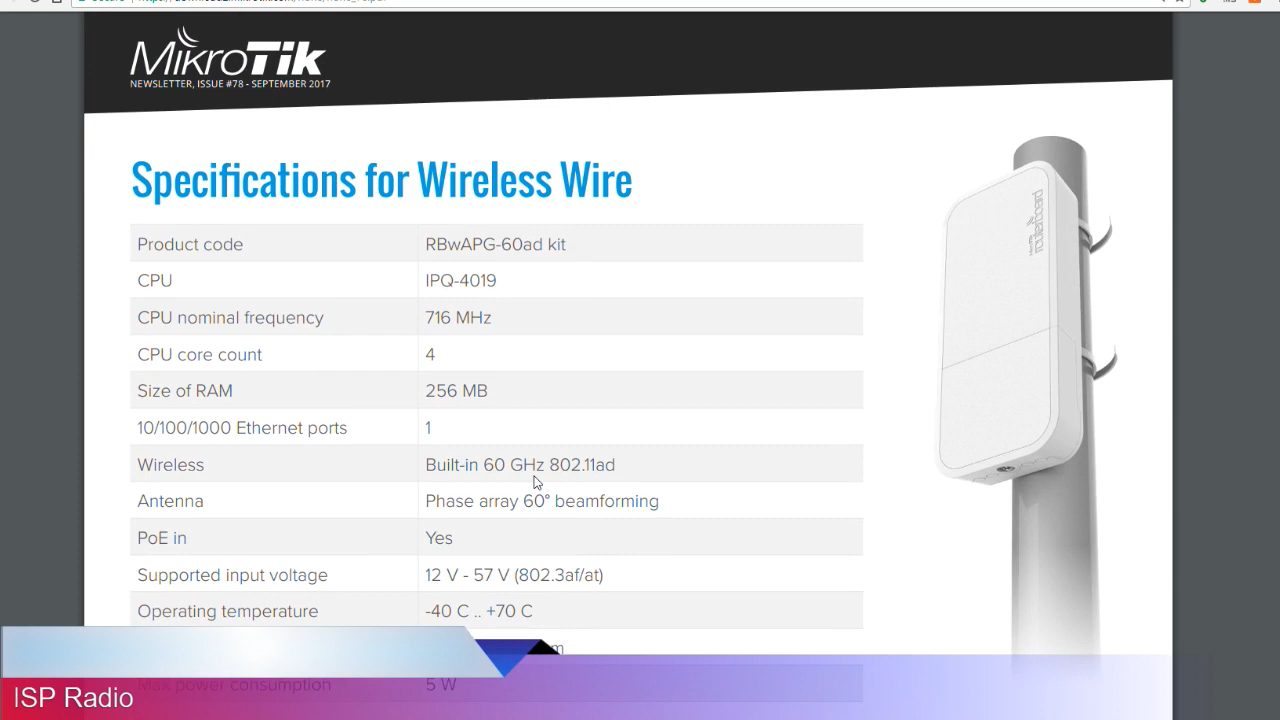 MikroTik
NEWSLETTER, ISSUE #78 - SEPTEMBER 2017
Specifications for Wireless Wire
Product code RBwAPG-60ad kit
CPU IPQ-4019
CPU nominal frequency 716 MHz
CPU core count 4
Size of RAM 256 MB
10/100/1000 Ethernet ports 1
Wireless Built-in 60 GHz 802.11ad
Antenna Phase array 60° beamforming
PoE in Yes
Supported input voltage 12 V - 57 V (802.3af/at)
Operating temperature -40 C .. +70 C
Max power consumption 5 W
ISP Radio
routerboard